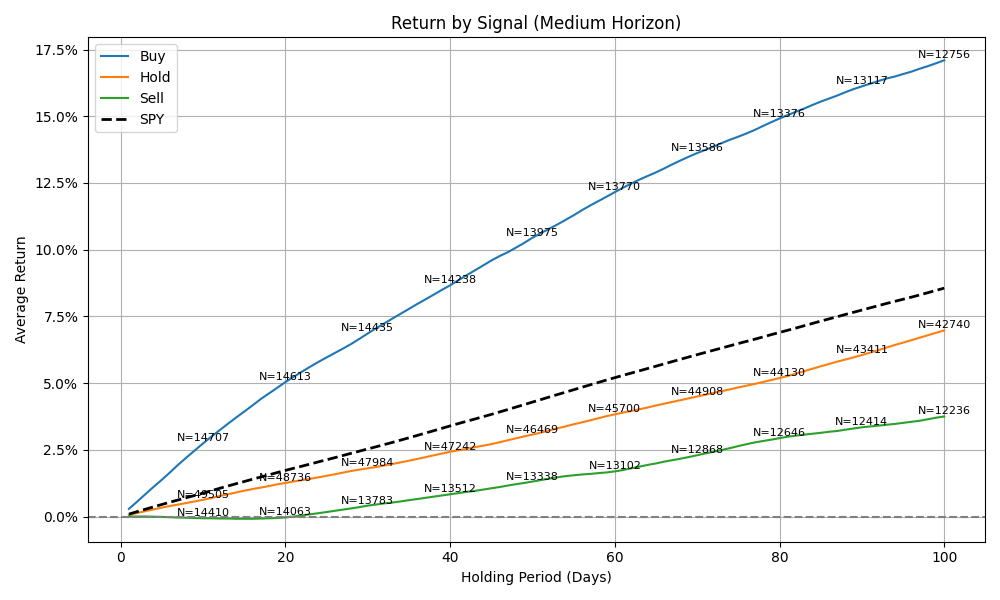 Return by Signal (Medium Horizon)
Average Return
17.5%
15.0%
12.5%
10.0%
7.5%
5.0%
2.5%
0.0%
Buy
Hold
Sell
SPY
N=14707
N=14613
N=14435
N=14238
N=13975
N=13770
N=13586
N=13376
N=13117
N=12756
N=49505
N=48736
N=47984
N=47242
N=46469
N=45700
N=44908
N=44130
N=43411
N=42740
N=14410
N=14063
N=13783
N=13512
N=13338
N=13102
N=12868
N=12646
N=12414
N=12236
0 20 40 60 80 100
Holding Period (Days)